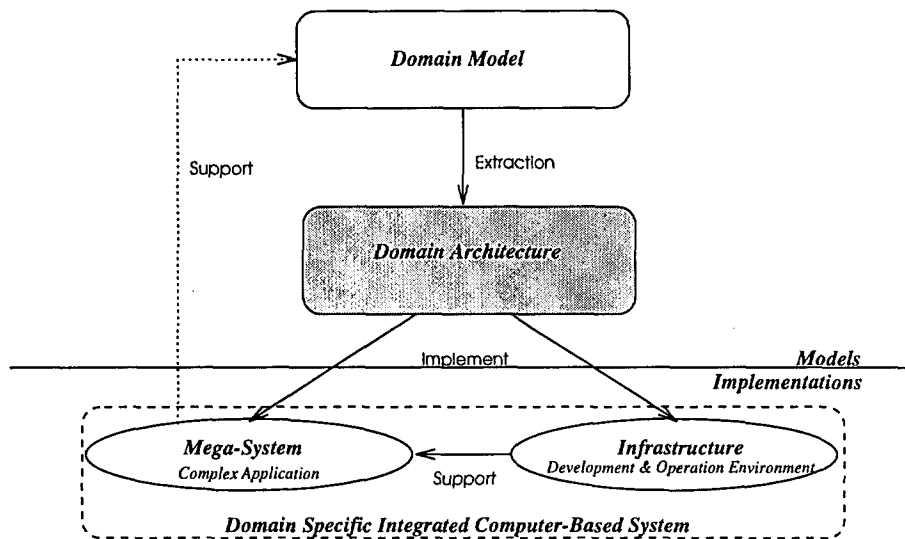 Domain Model
Support
Extraction
Domain Architecture
Implement
Models
Implementations
Mega-System
Complex Application
Support
Infrastructure
Development & Operation Environment
Domain Specific Integrated Computer-Based System